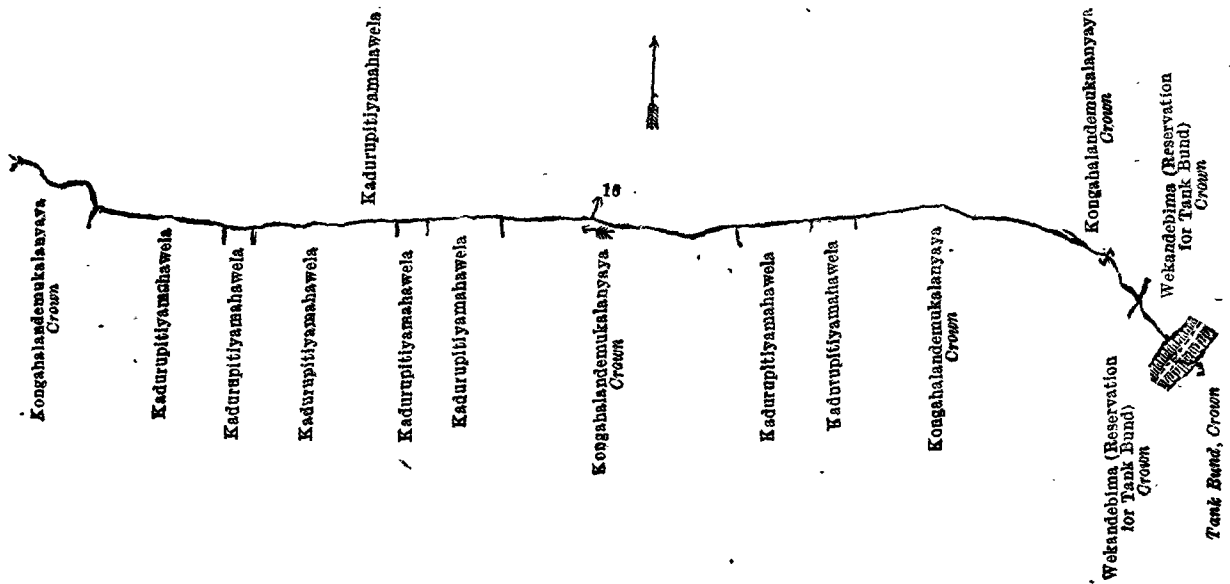 Kongahalandemukalanyaya
Crown
Kadurupitiyamahawela
Kadurupitiyamahawela
Kadurupitiyamahawela
Kadurupitiyamahawela
Kadurupitiyamahawela
Kadurupitiyamahawela
16
Kongahalandemukalanyaya
Crown
Kadurupitiyamahawela
Kadurupitiyamahawela
Kongahalandemukalanyaya
Crown
Kongahalandemukalanyaya
Crown
Wekandebima (Reservation
for Tank Bund)
Crown
Wekandebima (Reservation
for Tank Bund)
Crown
Tank Bund, Crown